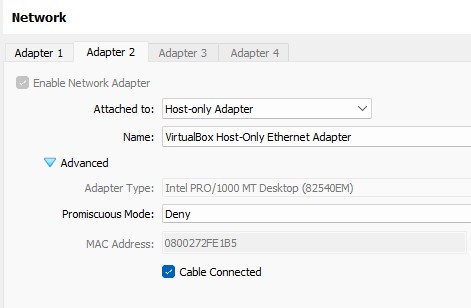 Network
Adapter 1 Adapter 2 Adapter 3 Adapter 4
Enable Network Adapter
Attached to: Host-only Adapter
Name: VirtualBox Host-Only Ethernet Adapter
Advanced
Adapter Type: Intel PRO/1000 MT Desktop (82540EM)
Promiscuous Mode: Deny
MAC Address: 0800272FE1B5
Cable Connected